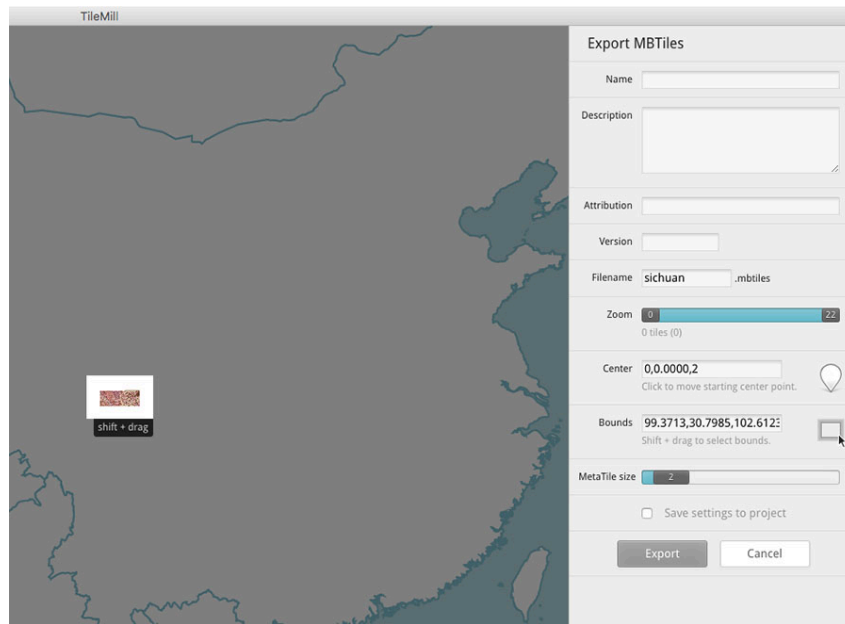 TileMill
Export MBTiles
Name
Description
Attribution
Version
Filename sichuan .mbtiles
Zoom 0 22
0 tiles (0)
Center 0,0.0000,2
Click to move starting center point.
shift + drag
Bounds 99.3713,30.7985,102.6123
Shift + drag to select bounds.
MetaTile size 2
Save settings to project
Export Cancel